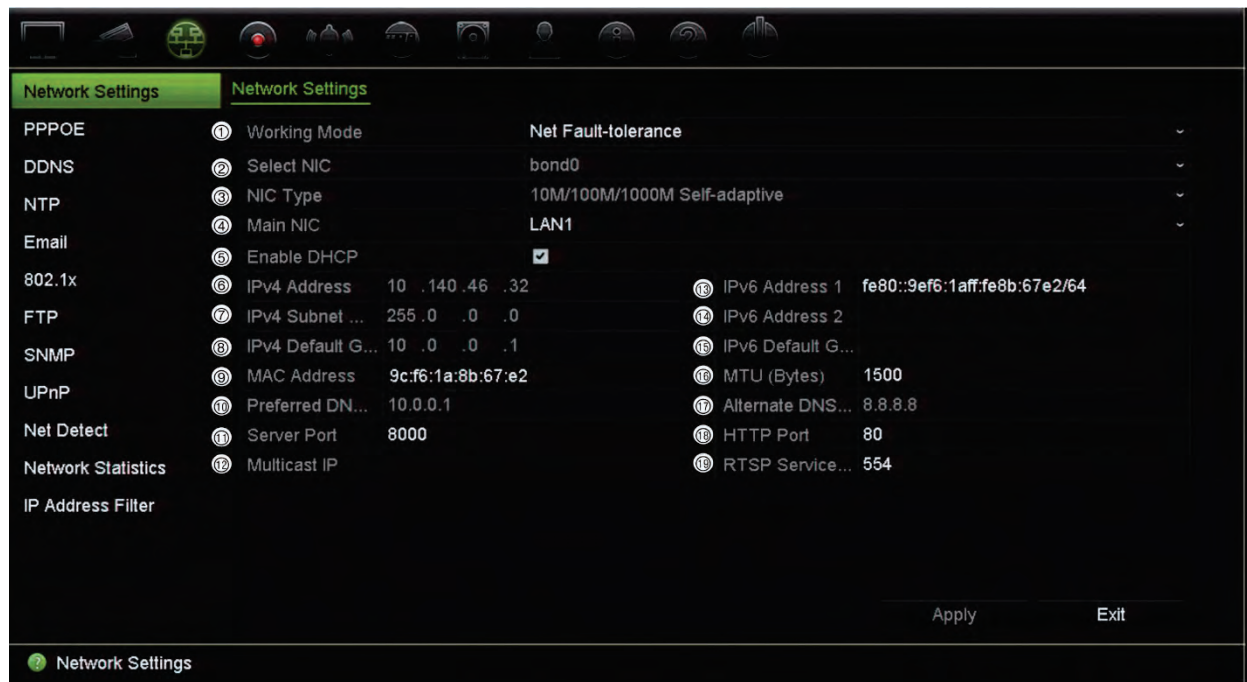 Network Settings
Network Settings
PPPOE
DDNS
NTP
Email
802.1x
FTP
SNMP
UPnP
Net Detect
Network Statistics
IP Address Filter
① Working Mode Net Fault-tolerance
② Select NIC bond0
③ NIC Type 10M/100M/1000M Self-adaptive
④ Main NIC LAN1
⑤ Enable DHCP
⑥ IPv4 Address 10 .140 .46 .32 ⑬ IPv6 Address 1 fe80::9ef6:1aff:fe8b:67e2/64
⑦ IPv4 Subnet ... 255 .0 .0 .0 ⑭ IPv6 Address 2
⑧ IPv4 Default G... 10 .0 .0 .1 ⑮ IPv6 Default G...
⑨ MAC Address 9c:f6:1a:8b:67:e2 ⑯ MTU (Bytes) 1500
⑩ Preferred DN... 10.0.0.1 ⑰ Alternate DNS... 8.8.8.8
⑪ Server Port 8000 ⑱ HTTP Port 80
⑫ Multicast IP ⑲ RTSP Service... 554
Apply Exit
Network Settings